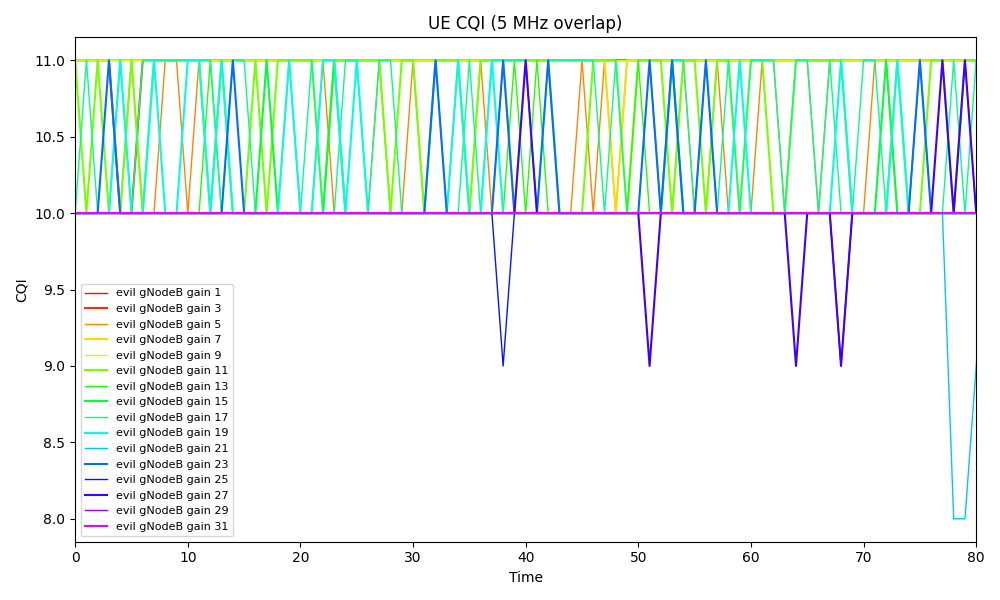 UE CQI (5 MHz overlap)
11.0
10.5
10.0
9.5
9.0
8.5
8.0
CQI
evil gNodeB gain 1
evil gNodeB gain 3
evil gNodeB gain 5
evil gNodeB gain 7
evil gNodeB gain 9
evil gNodeB gain 11
evil gNodeB gain 13
evil gNodeB gain 15
evil gNodeB gain 17
evil gNodeB gain 19
evil gNodeB gain 21
evil gNodeB gain 23
evil gNodeB gain 25
evil gNodeB gain 27
evil gNodeB gain 29
evil gNodeB gain 31
0 10 20 30 40 50 60 70 80
Time